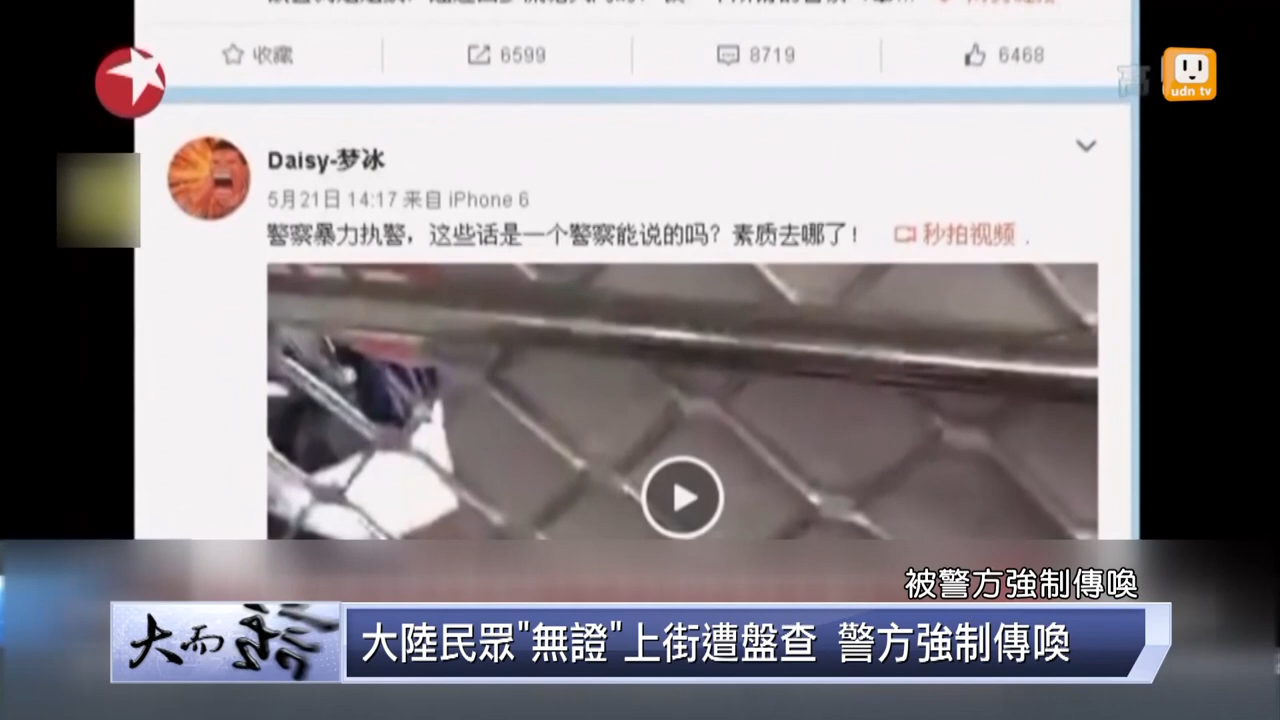 收藏
6599
8719
6468
高
udn tv
Daisy-梦冰
5月21日 14:17 来自 iPhone 6
警察暴力执警，这些话是一个警察能说的吗？素质去哪了！ 秒拍视频 .
被警方強制傳喚
大而
大陸民眾"無證"上街遭盤查 警方強制傳喚